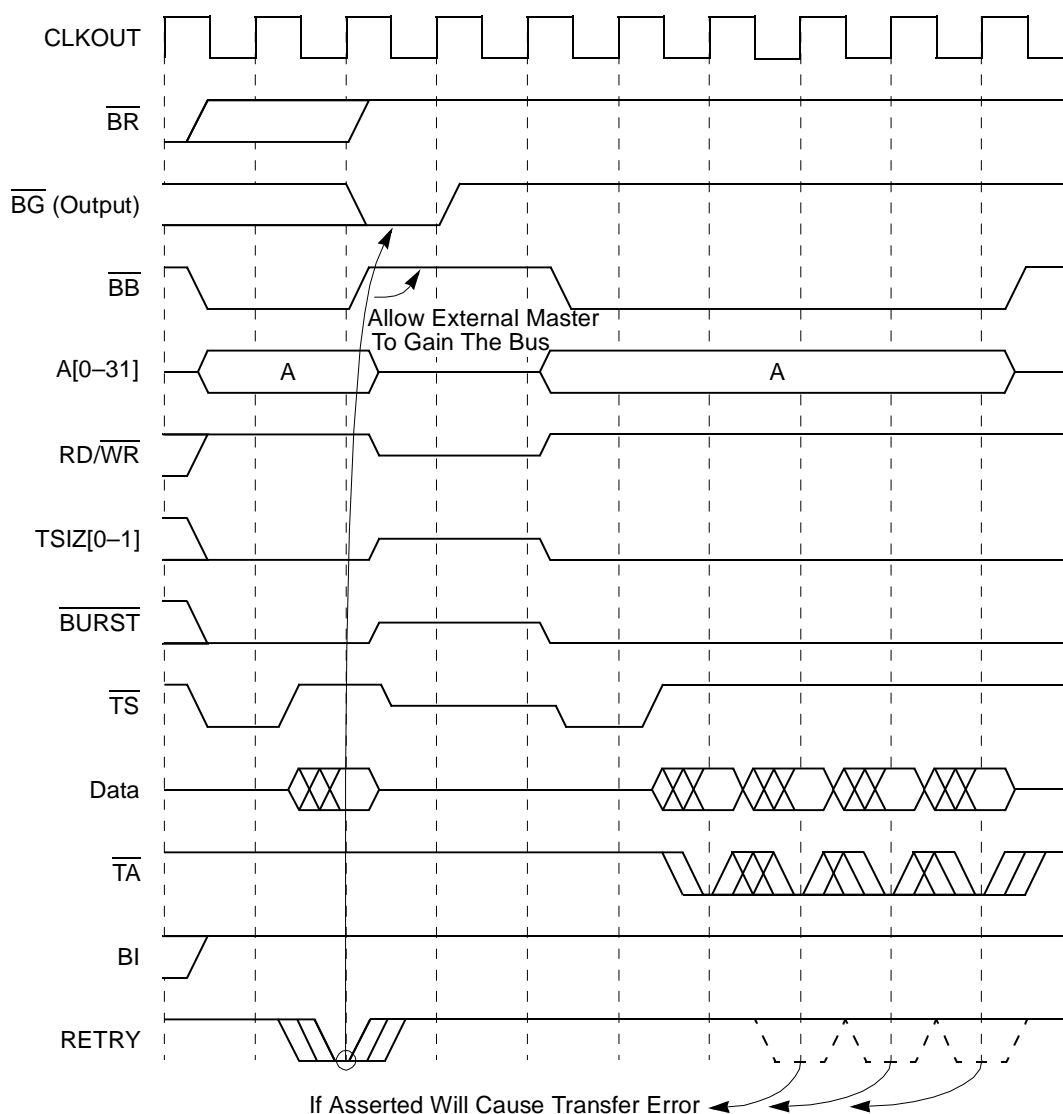 CLKOUT
BR
BG (Output)
BB
Allow External Master
To Gain The Bus
A[0–31]
A
A
RD/WR
TSIZ[0–1]
BURST
TS
Data
TA
BI
RETRY
If Asserted Will Cause Transfer Error